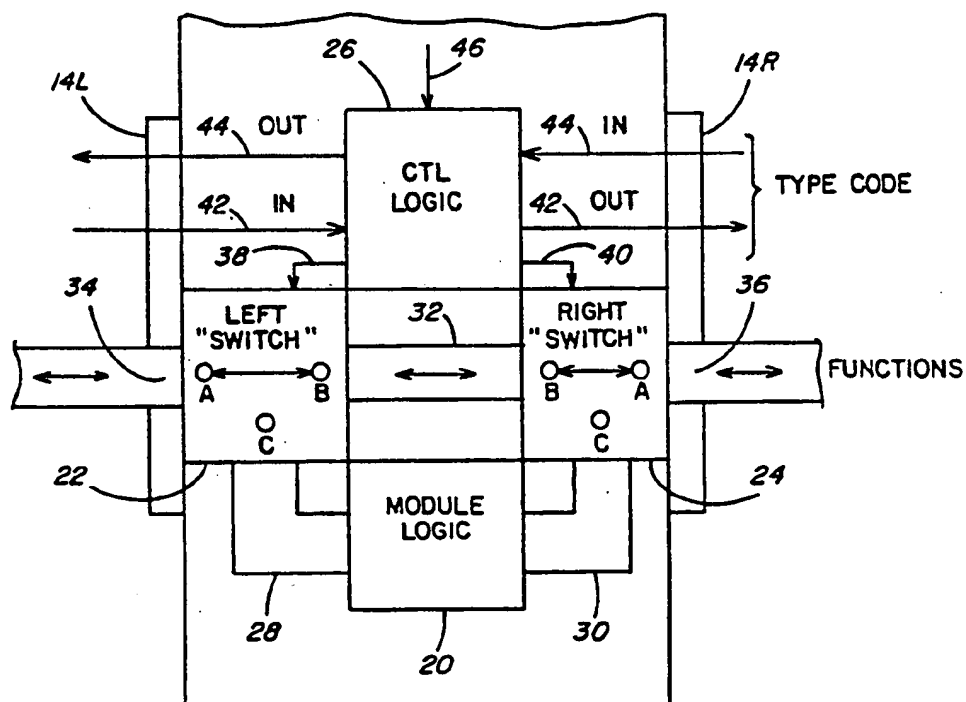 26
46
14L
14R
44
OUT
44
IN
CTL
LOGIC
TYPE CODE
42
IN
42
OUT
38
40
34
36
LEFT
"SWITCH"
32
RIGHT
"SWITCH"
FUNCTIONS
A
B
B
A
C
C
22
24
MODULE
LOGIC
28
30
20